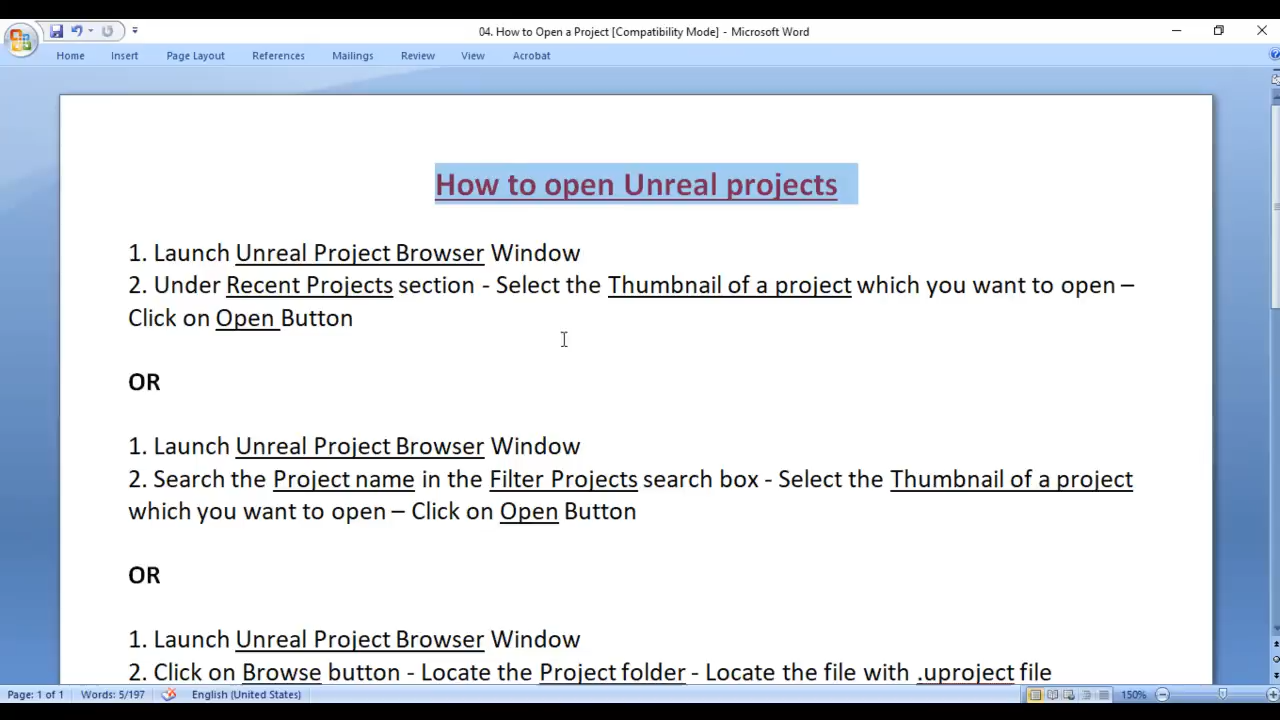 04. How to Open a Project [Compatibility Mode] - Microsoft Word
Home Insert Page Layout References Mailings Review View Acrobat
How to open Unreal projects
1. Launch Unreal Project Browser Window
2. Under Recent Projects section - Select the Thumbnail of a project which you want to open –
Click on Open Button
OR
1. Launch Unreal Project Browser Window
2. Search the Project name in the Filter Projects search box - Select the Thumbnail of a project
which you want to open – Click on Open Button
OR
1. Launch Unreal Project Browser Window
2. Click on Browse button - Locate the Project folder - Locate the file with .uproject file
Page: 1 of 1 Words: 5/197 English (United States) 150%